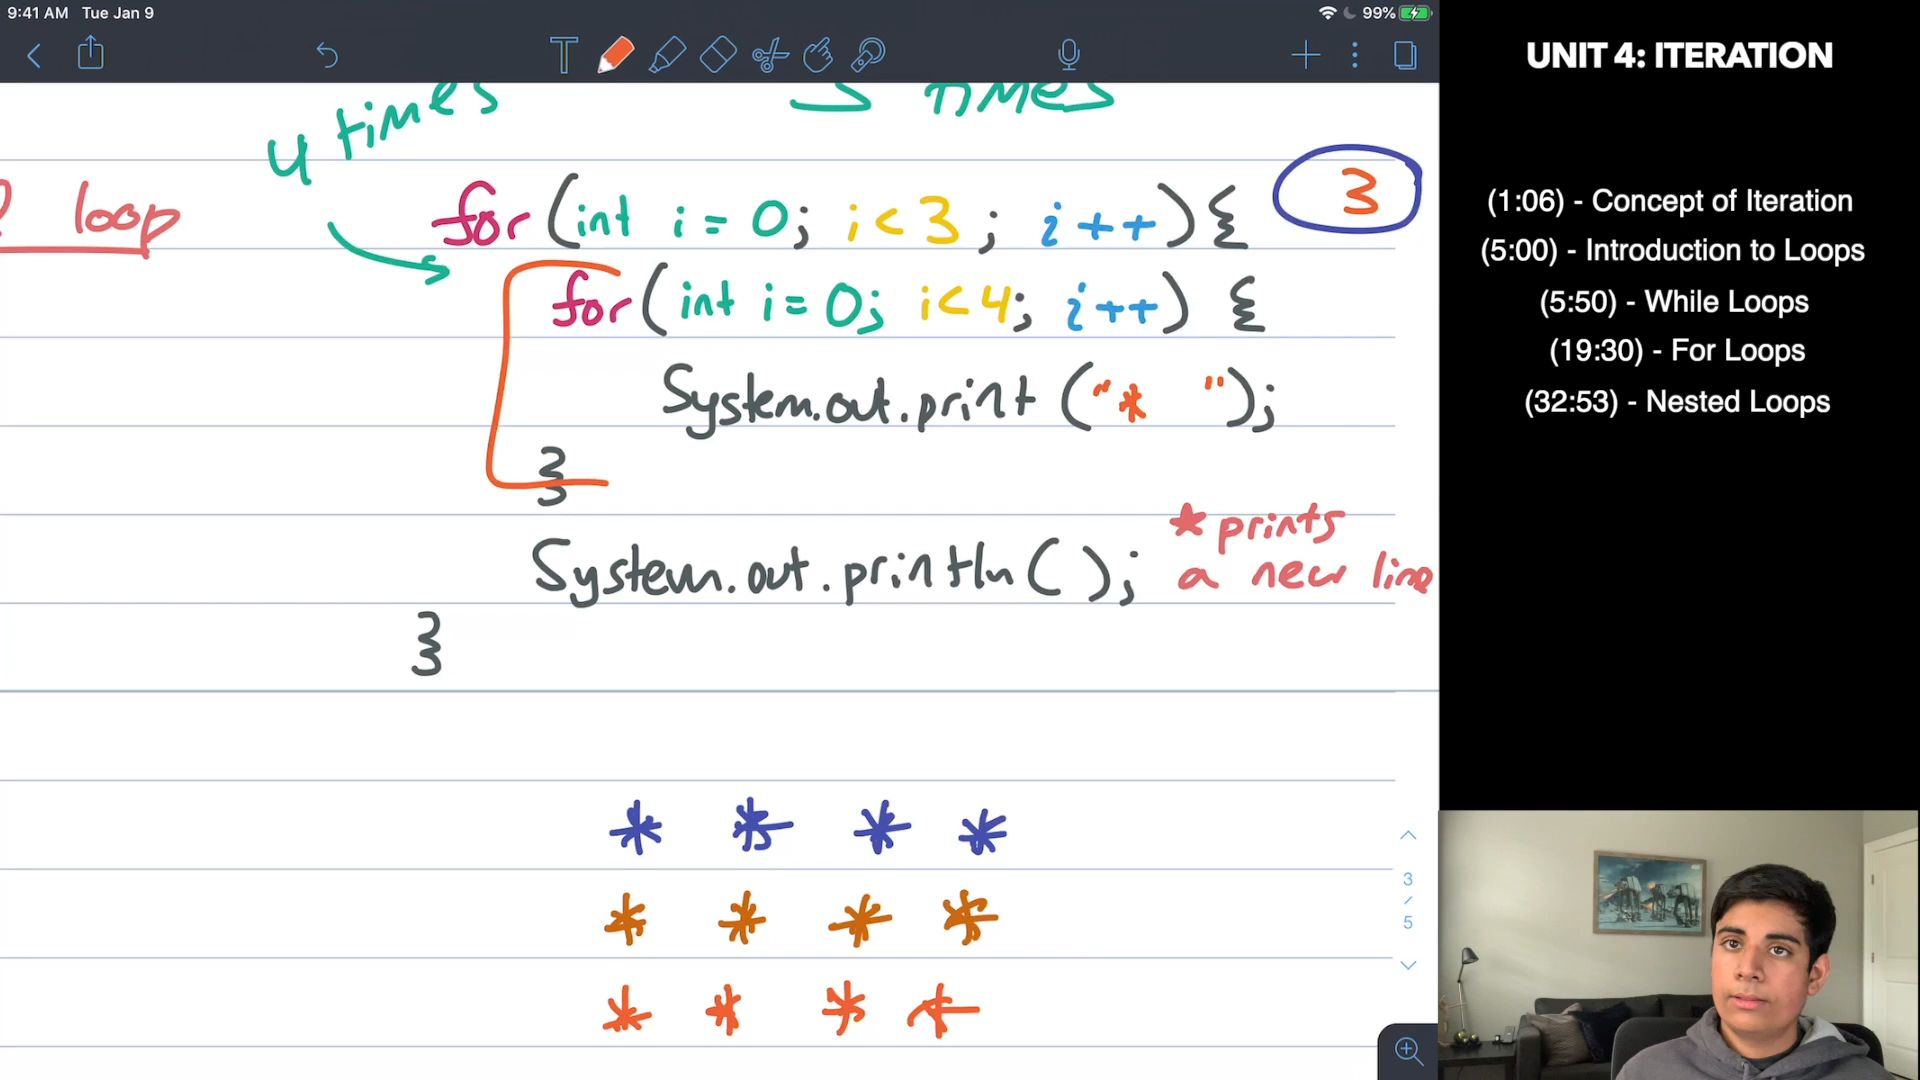 9:41 AM Tue Jan 9
99%
UNIT 4: ITERATION
(1:06) - Concept of Iteration
(5:00) - Introduction to Loops
(5:50) - While Loops
(19:30) - For Loops
(32:53) - Nested Loops
4 times
times
loop
for (int i = 0; i < 3 ; i ++) {
3
for (int i = 0; i < 4; i ++) {
System.out.print ("* ");
}
System.out.println ( );
* prints
a new line
}
* * * *
* * * *
* * * *
3
/
5